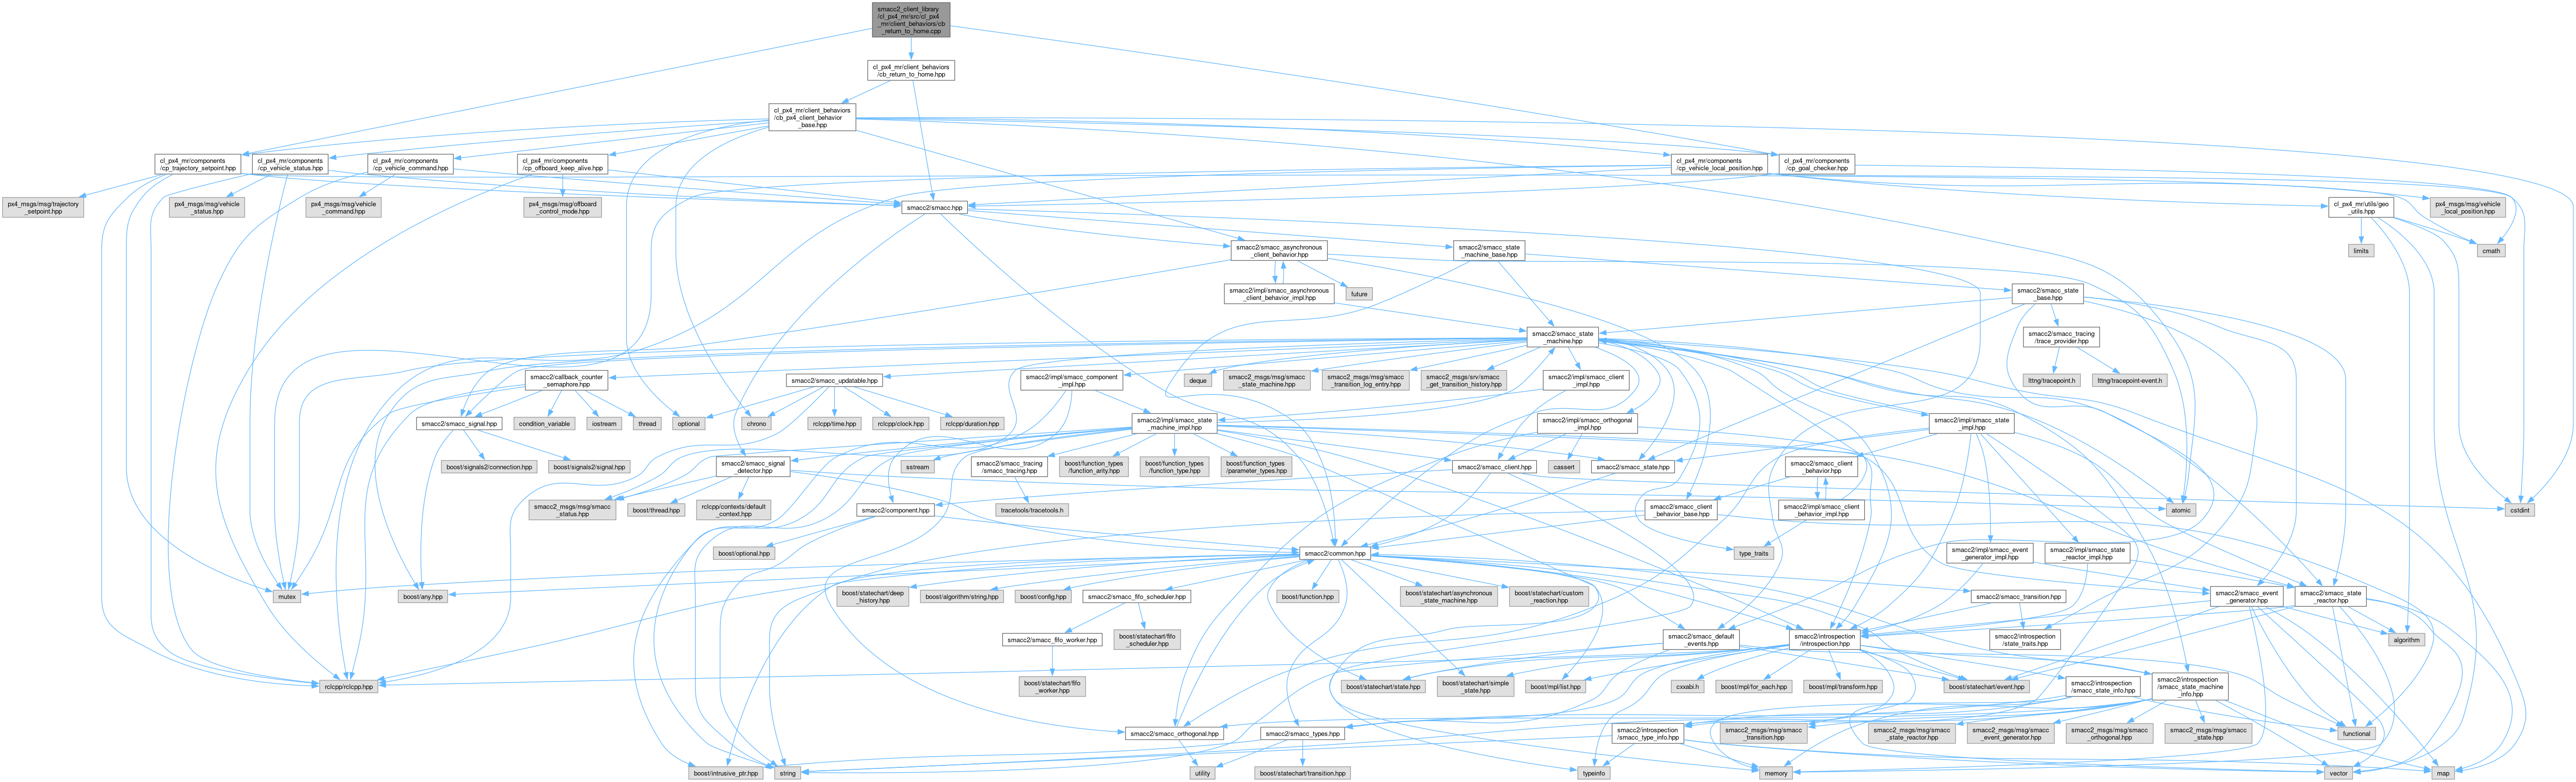 smacc2_client_library
/cl_px4_mr/src/cl_px4
_mr/client_behaviors/cb
_return_to_home.cpp
cl_px4_mr/client_behaviors
/cb_return_to_home.hpp
cl_px4_mr/client_behaviors
/cb_px4_client_behavior
_base.hpp
cl_px4_mr/components
/cp_trajectory_setpoint.hpp
cl_px4_mr/components
/cp_vehicle_status.hpp
cl_px4_mr/components
/cp_vehicle_command.hpp
cl_px4_mr/components
/cp_offboard_keep_alive.hpp
cl_px4_mr/components
/cp_vehicle_local_position.hpp
cl_px4_mr/components
/cp_goal_checker.hpp
px4_msgs/msg/trajectory
_setpoint.hpp
px4_msgs/msg/vehicle
_status.hpp
px4_msgs/msg/vehicle
_command.hpp
px4_msgs/msg/offboard
_control_mode.hpp
smacc2/smacc.hpp
cl_px4_mr/utils/geo
_utils.hpp
px4_msgs/msg/vehicle
_local_position.hpp
smacc2/smacc_asynchronous
_client_behavior.hpp
smacc2/smacc_state
_machine_base.hpp
limits
cmath
smacc2/impl/smacc_asynchronous
_client_behavior_impl.hpp
future
smacc2/smacc_state
_base.hpp
smacc2/smacc_state
_machine.hpp
smacc2/smacc_tracing
/trace_provider.hpp
smacc2/callback_counter
_semaphore.hpp
smacc2/smacc_updatable.hpp
smacc2/impl/smacc_component
_impl.hpp
deque
smacc2_msgs/msg/smacc
_state_machine.hpp
smacc2_msgs/msg/smacc
_transition_log_entry.hpp
smacc2_msgs/srv/smacc
_get_transition_history.hpp
smacc2/impl/smacc_client
_impl.hpp
lttng/tracepoint.h
lttng/tracepoint-event.h
smacc2/smacc_signal.hpp
condition_variable
iostream
thread
optional
chrono
rclcpp/time.hpp
rclcpp/clock.hpp
rclcpp/duration.hpp
smacc2/impl/smacc_state
_machine_impl.hpp
smacc2/impl/smacc_orthogonal
_impl.hpp
smacc2/impl/smacc_state
_impl.hpp
boost/signals2/connection.hpp
boost/signals2/signal.hpp
smacc2/smacc_signal
_detector.hpp
sstream
smacc2/smacc_tracing
/smacc_tracing.hpp
boost/function_types
/function_arity.hpp
boost/function_types
/function_type.hpp
boost/function_types
/parameter_types.hpp
smacc2/smacc_client.hpp
cassert
smacc2/smacc_state.hpp
smacc2/smacc_client
_behavior.hpp
smacc2_msgs/msg/smacc
_status.hpp
boost/thread.hpp
rclcpp/contexts/default
_context.hpp
smacc2/component.hpp
tracetools/tracetools.h
smacc2/smacc_client
_behavior_base.hpp
smacc2/impl/smacc_client
_behavior_impl.hpp
atomic
cstdint
boost/optional.hpp
smacc2/common.hpp
type_traits
smacc2/impl/smacc_event
_generator_impl.hpp
smacc2/impl/smacc_state
_reactor_impl.hpp
mutex
boost/any.hpp
boost/statechart/deep
_history.hpp
boost/algorithm/string.hpp
boost/config.hpp
smacc2/smacc_fifo_scheduler.hpp
boost/function.hpp
boost/statechart/asynchronous
_state_machine.hpp
boost/statechart/custom
_reaction.hpp
smacc2/smacc_transition.hpp
smacc2/smacc_event
_generator.hpp
smacc2/smacc_state
_reactor.hpp
smacc2/smacc_fifo_worker.hpp
boost/statechart/fifo
_scheduler.hpp
smacc2/smacc_default
_events.hpp
smacc2/introspection
/introspection.hpp
smacc2/introspection
/state_traits.hpp
algorithm
rclcpp/rclcpp.hpp
boost/statechart/fifo
_worker.hpp
boost/statechart/state.hpp
boost/statechart/simple
_state.hpp
boost/mpl/list.hpp
cxxabi.h
boost/mpl/for_each.hpp
boost/mpl/transform.hpp
boost/statechart/event.hpp
smacc2/introspection
/smacc_state_info.hpp
smacc2/introspection
/smacc_state_machine
_info.hpp
smacc2/smacc_orthogonal.hpp
smacc2/smacc_types.hpp
smacc2/introspection
/smacc_type_info.hpp
smacc2_msgs/msg/smacc
_transition.hpp
smacc2_msgs/msg/smacc
_state_reactor.hpp
smacc2_msgs/msg/smacc
_event_generator.hpp
smacc2_msgs/msg/smacc
_orthogonal.hpp
smacc2_msgs/msg/smacc
_state.hpp
functional
boost/intrusive_ptr.hpp
string
utility
boost/statechart/transition.hpp
typeinfo
memory
vector
map